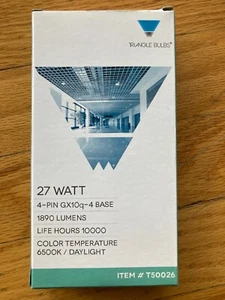 TRIANGLE BULBS®
27 WATT
4-PIN GX10q-4 BASE
1890 LUMENS
LIFE HOURS 10000
COLOR TEMPERATURE
6500K / DAYLIGHT
ITEM # T50026